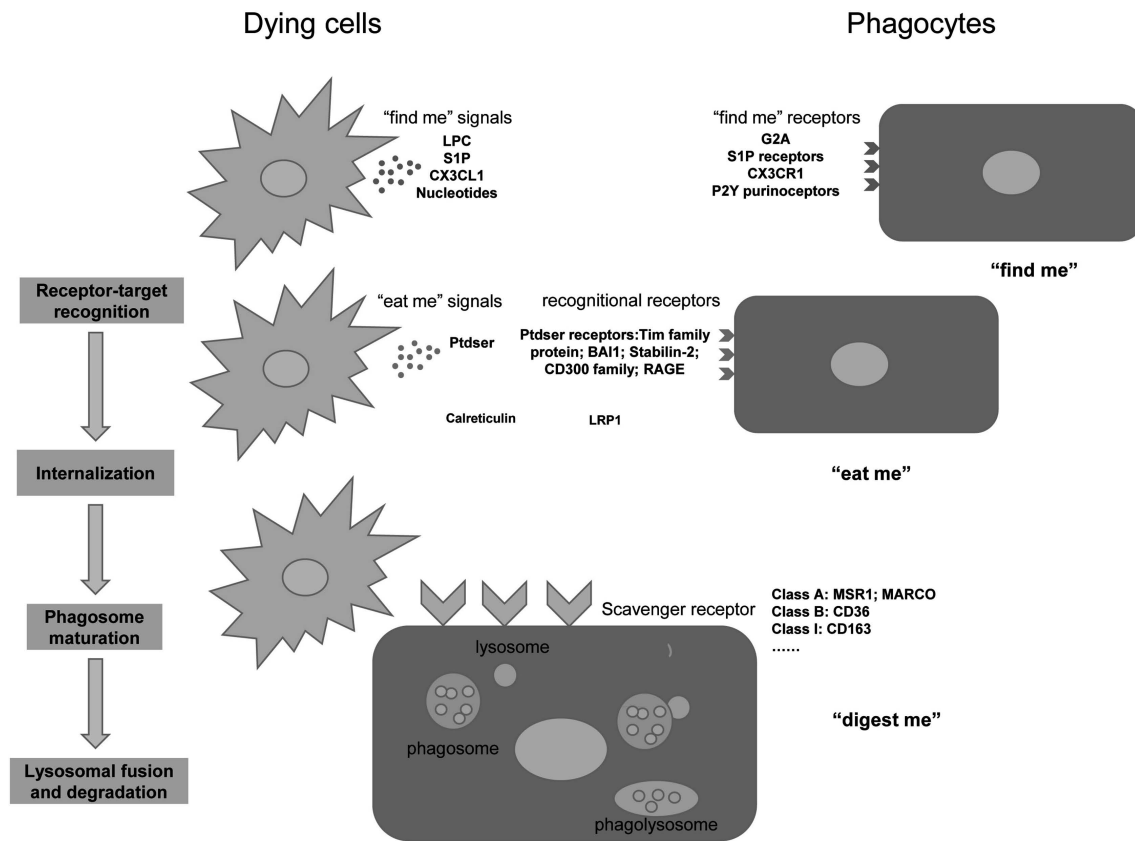 Dying cells
Phagocytes
“find me” signals
LPC
S1P
CX3CL1
Nucleotides
“find me” receptors
G2A
S1P receptors
CX3CR1
P2Y purinoceptors
“find me”
Receptor-target
recognition
“eat me” signals
Ptdser
recognitional receptors
Ptdser receptors:Tim family
protein; BAI1; Stabilin-2;
CD300 family; RAGE
Calreticulin
LRP1
“eat me”
Internalization
Phagosome
maturation
Lysosomal fusion
and degradation
Scavenger receptor
Class A: MSR1; MARCO
Class B: CD36
Class I: CD163
……
lysosome
phagosome
phagolysosome
“digest me”